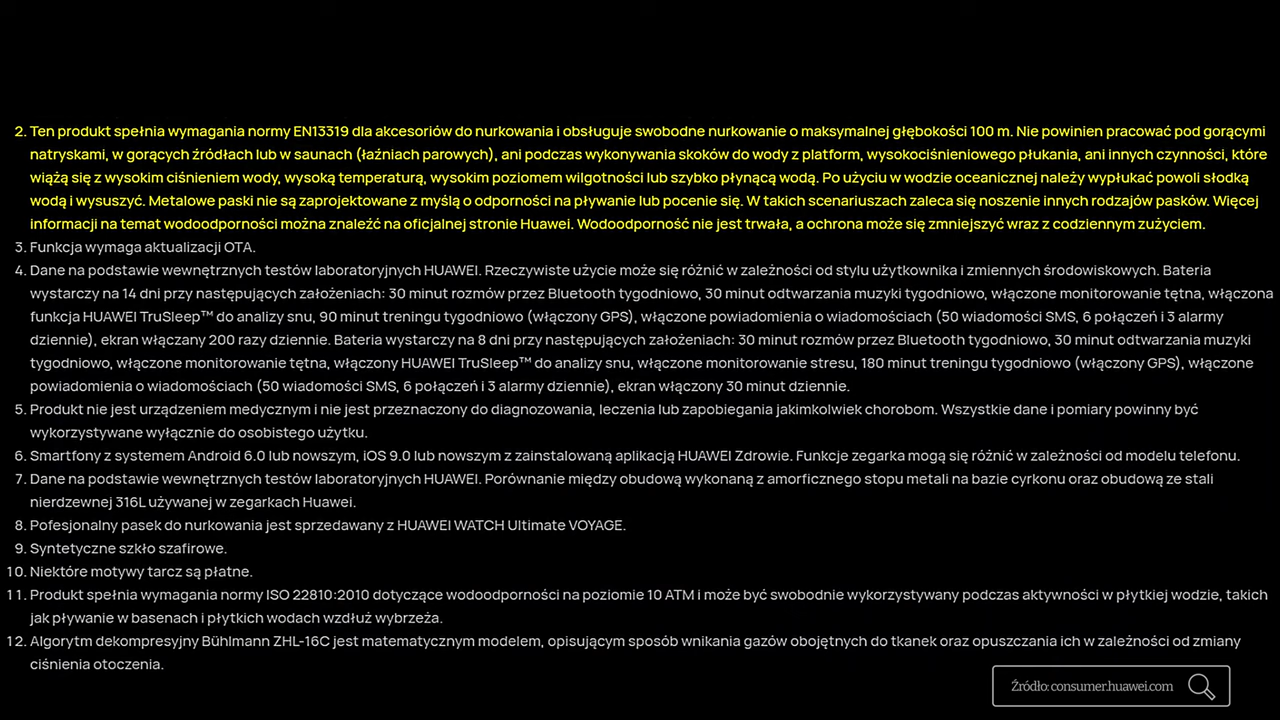 2. Ten produkt spełnia wymagania normy EN13319 dla akcesoriów do nurkowania i obsługuje swobodne nurkowanie o maksymalnej głębokości 100 m. Nie powinien pracować pod gorącymi
natryskami, w gorących źródłach lub w saunach (łaźniach parowych), ani podczas wykonywania skoków do wody z platform, wysokociśnieniowego płukania, ani innych czynności, które
wiążą się z wysokim ciśnieniem wody, wysoką temperaturą, wysokim poziomem wilgotności lub szybko płynącą wodą. Po użyciu w wodzie oceanicznej należy wypłukać powoli słodką
wodą i wysuszyć. Metalowe paski nie są zaprojektowane z myślą o odporności na pływanie lub pocenie się. W takich scenariuszach zaleca się noszenie innych rodzajów pasków. Więcej
informacji na temat wodoodporności można znaleźć na oficjalnej stronie Huawei. Wodoodporność nie jest trwała, a ochrona może się zmniejszyć wraz z codziennym zużyciem.
3. Funkcja wymaga aktualizacji OTA.
4. Dane na podstawie wewnętrznych testów laboratoryjnych HUAWEI. Rzeczywiste użycie może się różnić w zależności od stylu użytkownika i zmiennych środowiskowych. Bateria
wystarczy na 14 dni przy następujących założeniach: 30 minut rozmów przez Bluetooth tygodniowo, 30 minut odtwarzania muzyki tygodniowo, włączone monitorowanie tętna, włączona
funkcja HUAWEI TruSleep™ do analizy snu, 90 minut treningu tygodniowo (włączony GPS), włączone powiadomienia o wiadomościach (50 wiadomości SMS, 6 połączeń i 3 alarmy
dziennie), ekran włączany 200 razy dziennie. Bateria wystarczy na 8 dni przy następujących założeniach: 30 minut rozmów przez Bluetooth tygodniowo, 30 minut odtwarzania muzyki
tygodniowo, włączone monitorowanie tętna, włączony HUAWEI TruSleep™ do analizy snu, włączone monitorowanie stresu, 180 minut treningu tygodniowo (włączony GPS), włączone
powiadomienia o wiadomościach (50 wiadomości SMS, 6 połączeń i 3 alarmy dziennie), ekran włączony 30 minut dziennie.
5. Produkt nie jest urządzeniem medycznym i nie jest przeznaczony do diagnozowania, leczenia lub zapobiegania jakimkolwiek chorobom. Wszystkie dane i pomiary powinny być
wykorzystywane wyłącznie do osobistego użytku.
6. Smartfony z systemem Android 6.0 lub nowszym, iOS 9.0 lub nowszym z zainstalowaną aplikacją HUAWEI Zdrowie. Funkcje zegarka mogą się różnić w zależności od modelu telefonu.
7. Dane na podstawie wewnętrznych testów laboratoryjnych HUAWEI. Porównanie między obudową wykonaną z amorficznego stopu metali na bazie cyrkonu oraz obudową ze stali
nierdzewnej 316L używanej w zegarkach Huawei.
8. Pofesjonalny pasek do nurkowania jest sprzedawany z HUAWEI WATCH Ultimate VOYAGE.
9. Syntetyczne szkło szafirowe.
10. Niektóre motywy tarcz są płatne.
11. Produkt spełnia wymagania normy ISO 22810:2010 dotyczące wodoodporności na poziomie 10 ATM i może być swobodnie wykorzystywany podczas aktywności w płytkiej wodzie, takich
jak pływanie w basenach i płytkich wodach wzdłuż wybrzeża.
12. Algorytm dekompresyjny Bühlmann ZHL-16C jest matematycznym modelem, opisującym sposób wnikania gazów obojętnych do tkanek oraz opuszczania ich w zależności od zmiany
ciśnienia otoczenia.
Źródło: consumer.huawei.com